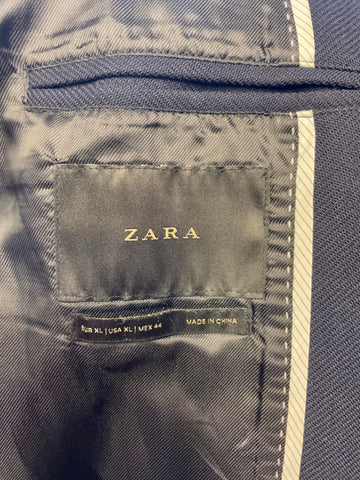 ZARA
EUR XL | USA XL | MEX 44 MADE IN CHINA